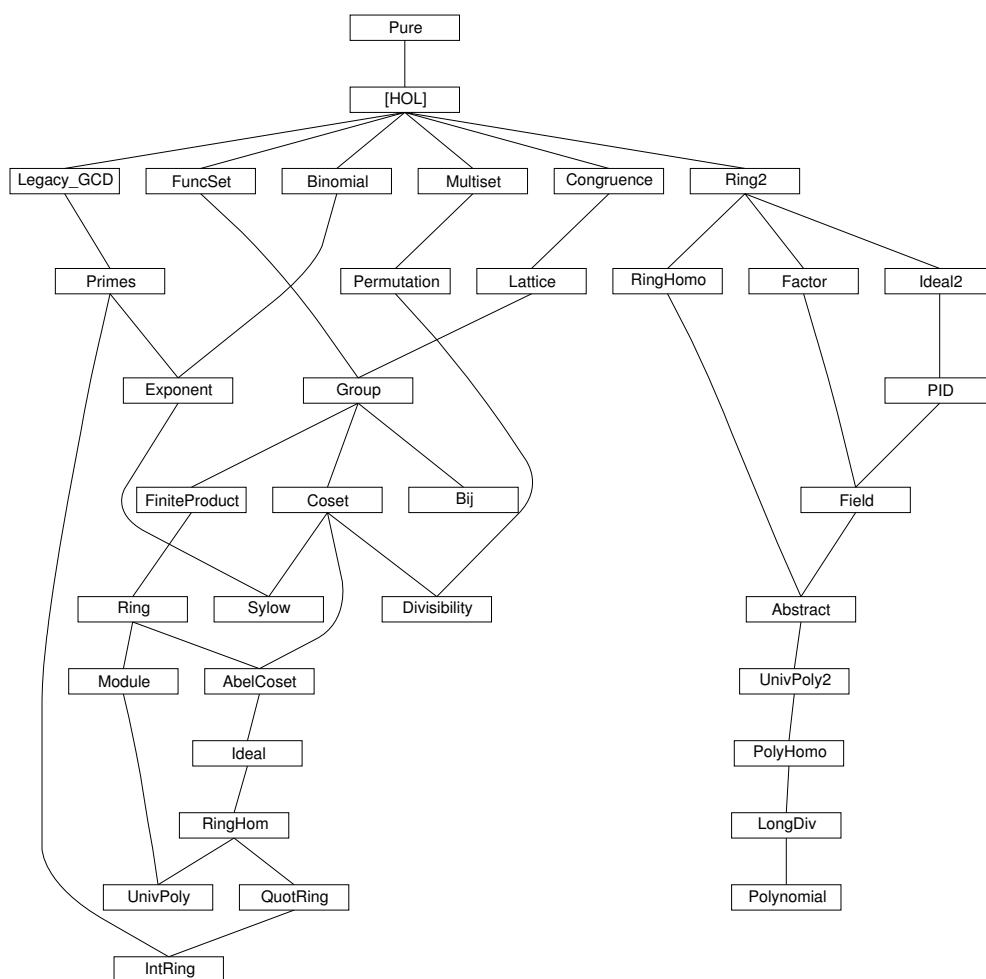 Pure
[HOL]
Legacy_GCD
FuncSet
Binomial
Multiset
Congruence
Ring2
Primes
Permutation
Lattice
RingHomo
Factor
Ideal2
Exponent
Group
PID
FiniteProduct
Coset
Bij
Field
Ring
Sylow
Divisibility
Abstract
Module
AbelCoset
UnivPoly2
Ideal
PolyHomo
RingHom
LongDiv
UnivPoly
QuotRing
Polynomial
IntRing